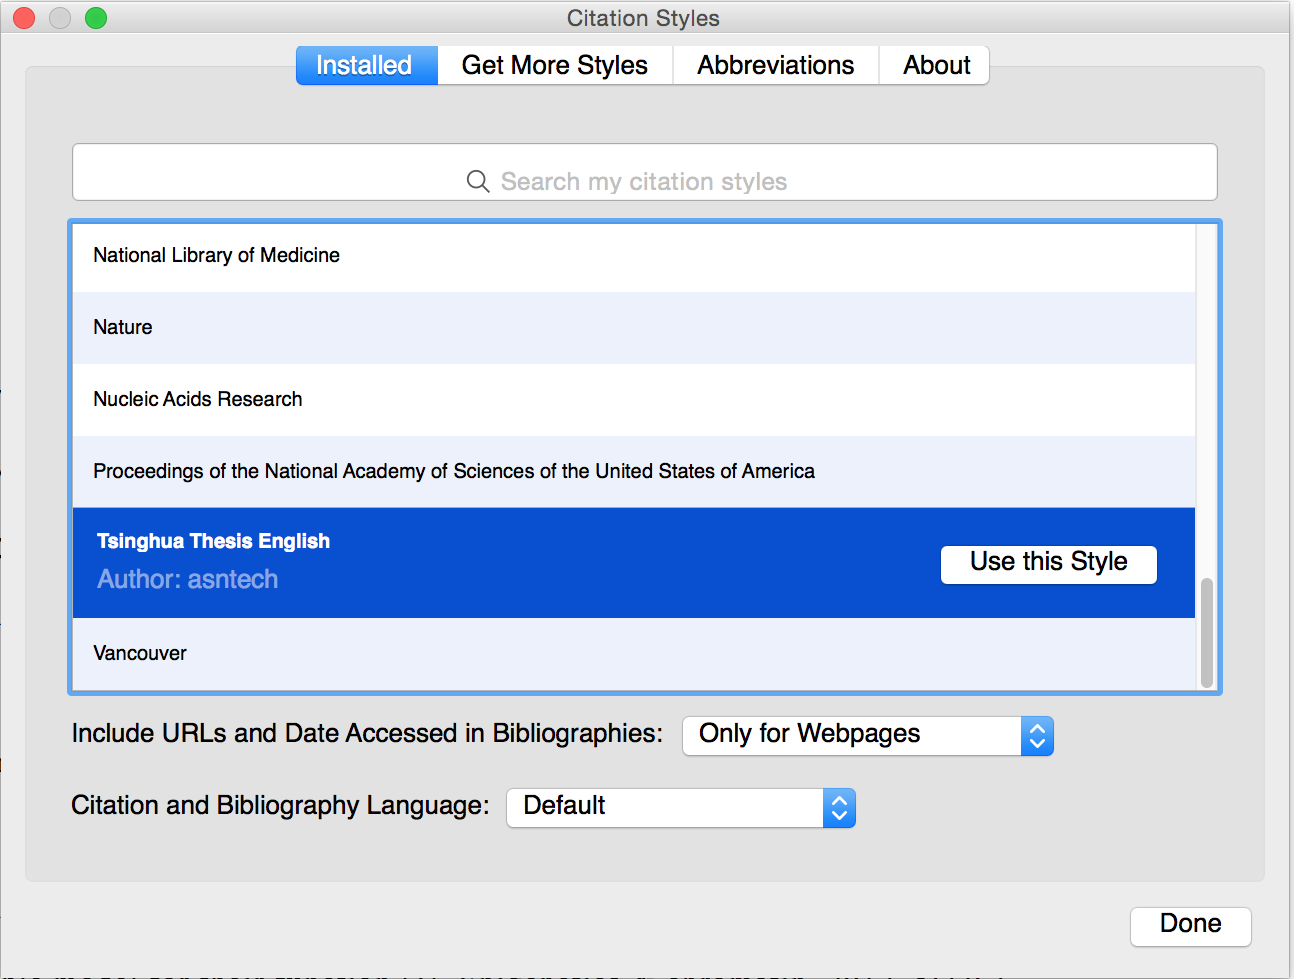 Citation Styles
Installed
Get More Styles
Abbreviations
About
Search my citation styles
National Library of Medicine
Nature
Nucleic Acids Research
Proceedings of the National Academy of Sciences of the United States of America
Tsinghua Thesis English
Author: asntech
Use this Style
Vancouver
Include URLs and Date Accessed in Bibliographies:
Only for Webpages
Citation and Bibliography Language:
Default
Done